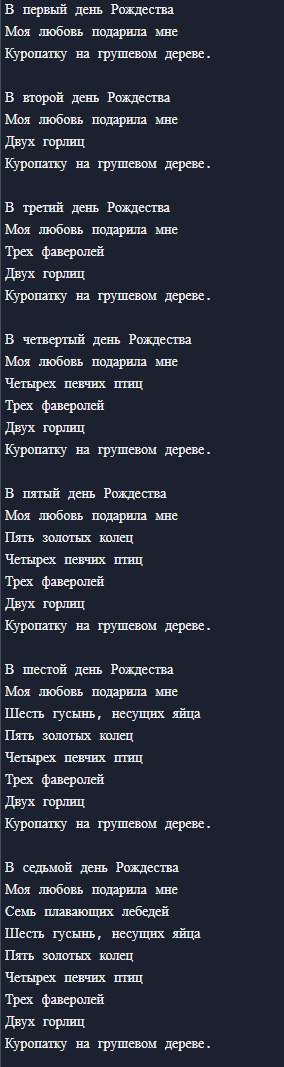 В первый день Рождества
Моя любовь подарила мне
Куропатку на грушевом дереве.

В второй день Рождества
Моя любовь подарила мне
Двух горлиц
Куропатку на грушевом дереве.

В третий день Рождества
Моя любовь подарила мне
Трех фаверолей
Двух горлиц
Куропатку на грушевом дереве.

В четвертый день Рождества
Моя любовь подарила мне
Четырех певчих птиц
Трех фаверолей
Двух горлиц
Куропатку на грушевом дереве.

В пятый день Рождества
Моя любовь подарила мне
Пять золотых колец
Четырех певчих птиц
Трех фаверолей
Двух горлиц
Куропатку на грушевом дереве.

В шестой день Рождества
Моя любовь подарила мне
Шесть гусынь, несущих яйца
Пять золотых колец
Четырех певчих птиц
Трех фаверолей
Двух горлиц
Куропатку на грушевом дереве.

В седьмой день Рождества
Моя любовь подарила мне
Семь плавающих лебедей
Шесть гусынь, несущих яйца
Пять золотых колец
Четырех певчих птиц
Трех фаверолей
Двух горлиц
Куропатку на грушевом дереве.